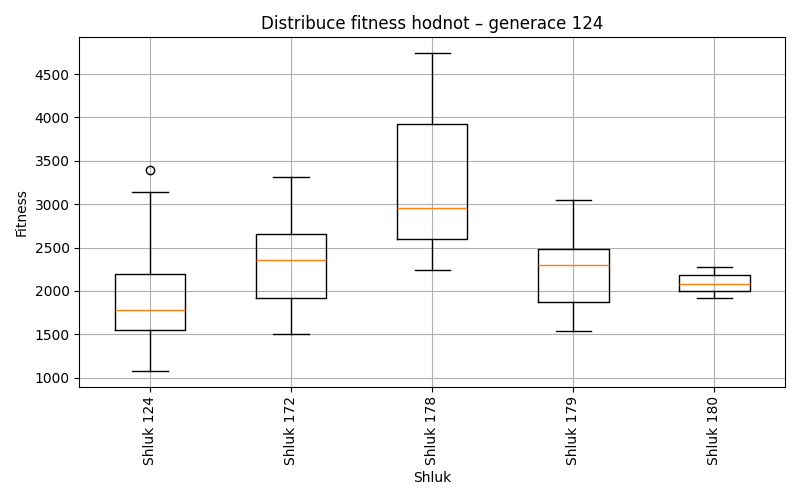 Distribuce fitness hodnot – generace 124
Fitness
4500
4000
3500
3000
2500
2000
1500
1000
Shluk 124
Shluk 172
Shluk 178
Shluk 179
Shluk 180
Shluk